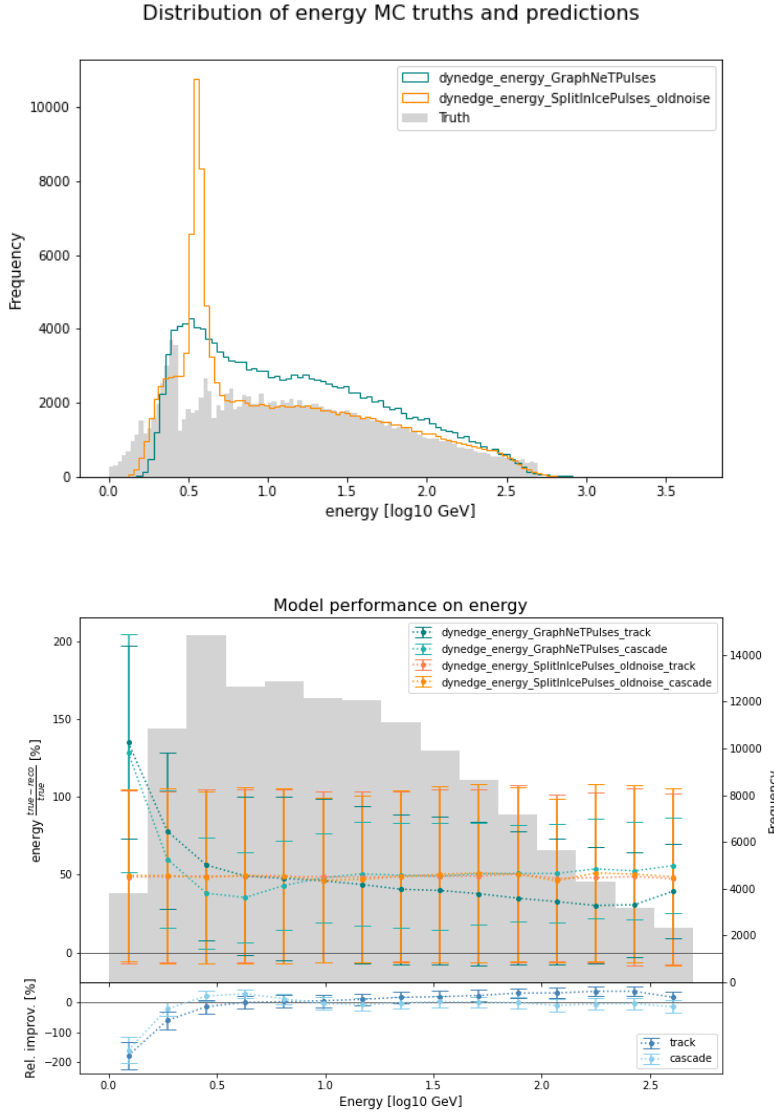 Distribution of energy MC truths and predictions
dynedge_energy_GraphNeTPulses
dynedge_energy_SplitInIcePulses_oldnoise
Truth
Frequency
10000
8000
6000
4000
2000
0
0.0 0.5 1.0 1.5 2.0 2.5 3.0 3.5
energy [log10 GeV]
Model performance on energy
dynedge_energy_GraphNeTPulses_track
dynedge_energy_GraphNeTPulses_cascade
dynedge_energy_SplitInIcePulses_oldnoise_track
dynedge_energy_SplitInIcePulses_oldnoise_cascade
energy true−reco / true [%]
200
150
100
50
0
14000
12000
10000
8000
6000
4000
2000
0
Frequency
Rel. improv. [%]
0
−100
−200
track
cascade
0.0 0.5 1.0 1.5 2.0 2.5
Energy [log10 GeV]